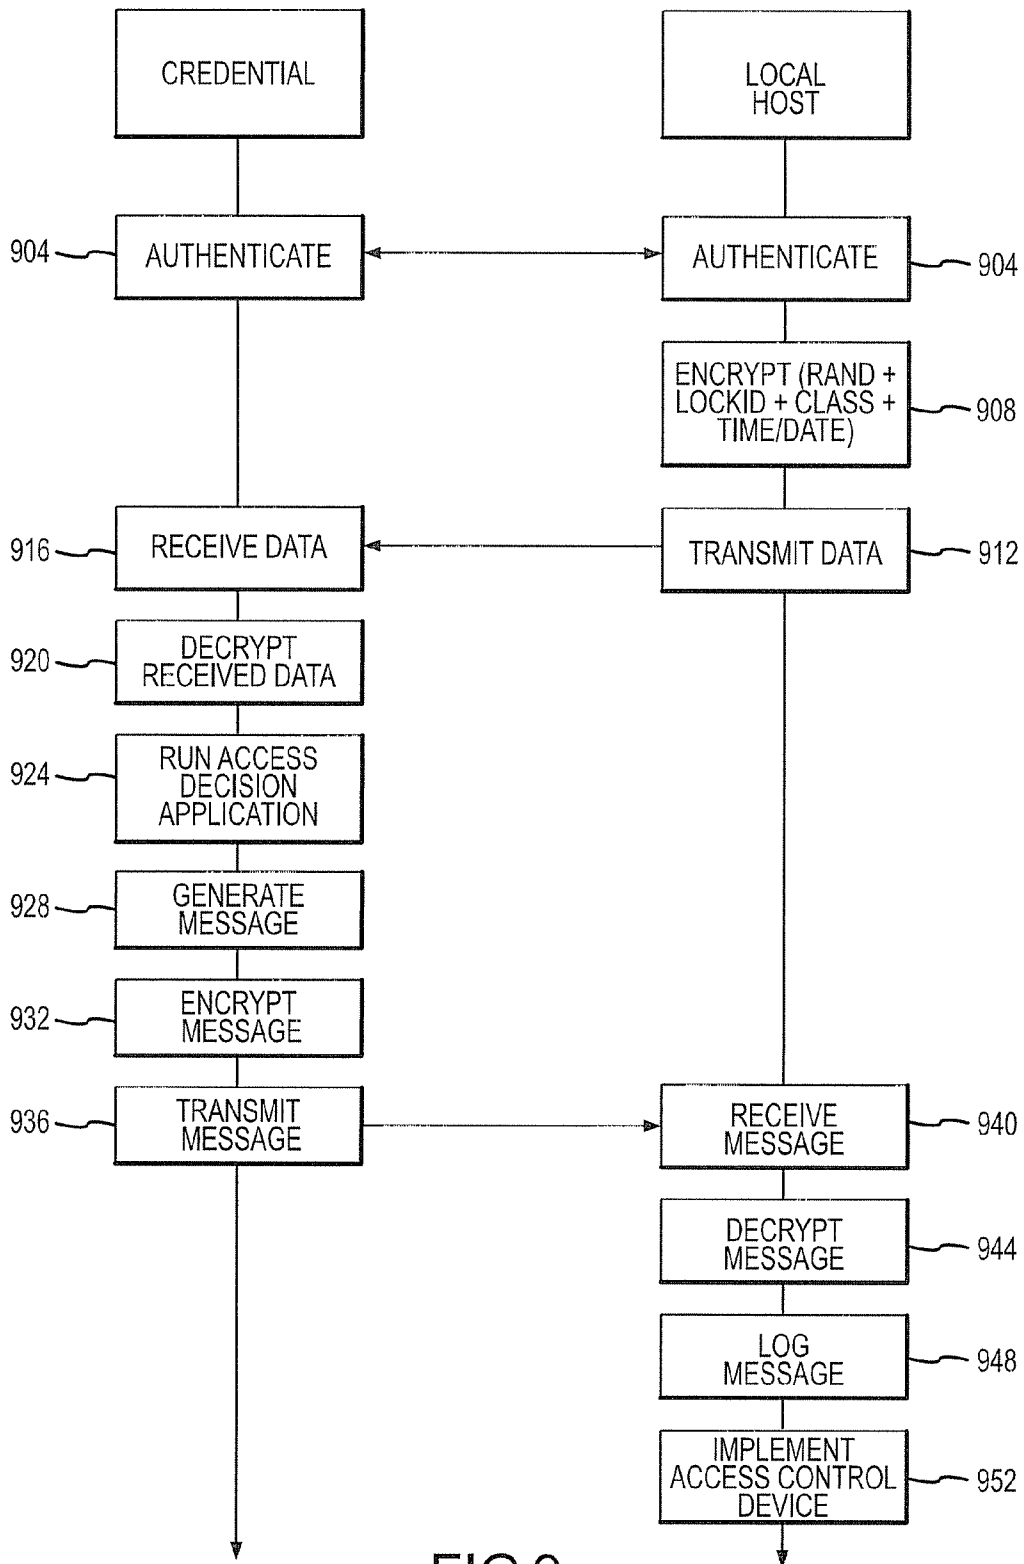 CREDENTIAL
LOCAL
HOST
904
AUTHENTICATE
AUTHENTICATE
904
ENCRYPT (RAND +
LOCKID + CLASS +
TIME/DATE)
908
916
RECEIVE DATA
TRANSMIT DATA
912
920
DECRYPT
RECEIVED DATA
924
RUN ACCESS
DECISION
APPLICATION
928
GENERATE
MESSAGE
932
ENCRYPT
MESSAGE
936
TRANSMIT
MESSAGE
RECEIVE
MESSAGE
940
DECRYPT
MESSAGE
944
LOG
MESSAGE
948
IMPLEMENT
ACCESS CONTROL
DEVICE
952
FIG.9